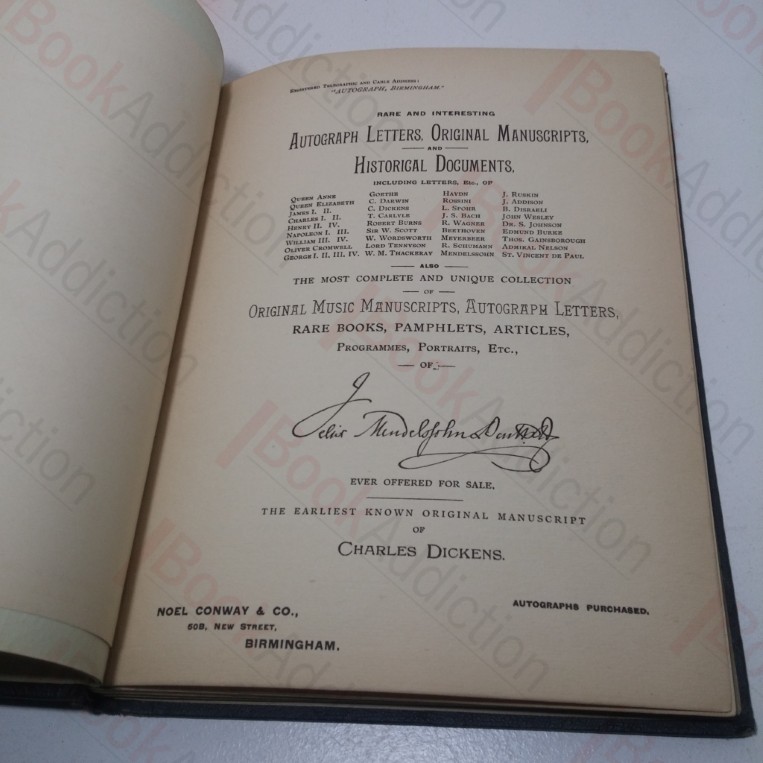 Registered Telegraphic and Cable Address:
"AUTOGRAPH, BIRMINGHAM."
RARE AND INTERESTING
Autograph Letters, Original Manuscripts,
AND
Historical Documents,
INCLUDING LETTERS, Etc., OF
Queen Anne Goethe Haydn J. Ruskin
Queen Elizabeth C. Darwin Rossini J. Addison
James I. II. C. Dickens L. Spohr B. Disraeli
Charles I. II. T. Carlyle J. S. Bach John Wesley
Henry II. IV. Robert Burns R. Wagner Dr. S. Johnson
Napoleon I. III. Sir W. Scott Beethoven Edmund Burke
William III. IV. W. Wordsworth Meyerbeer Thos. Gainsborough
Oliver Cromwell Lord Tennyson R. Schumann Admiral Nelson
George I. II. III. IV. W. M. Thackeray Mendelssohn St. Vincent de Paul
ALSO
THE MOST COMPLETE AND UNIQUE COLLECTION
OF
Original Music Manuscripts, Autograph Letters,
RARE BOOKS, PAMPHLETS, ARTICLES,
Programmes, Portraits, Etc.,
OF
Felix Mendelssohn Bartholdy
EVER OFFERED FOR SALE.
THE EARLIEST KNOWN ORIGINAL MANUSCRIPT
OF
Charles Dickens.
AUTOGRAPHS PURCHASED.
NOEL CONWAY & CO.,
50B, NEW STREET,
BIRMINGHAM.
BookAddiction